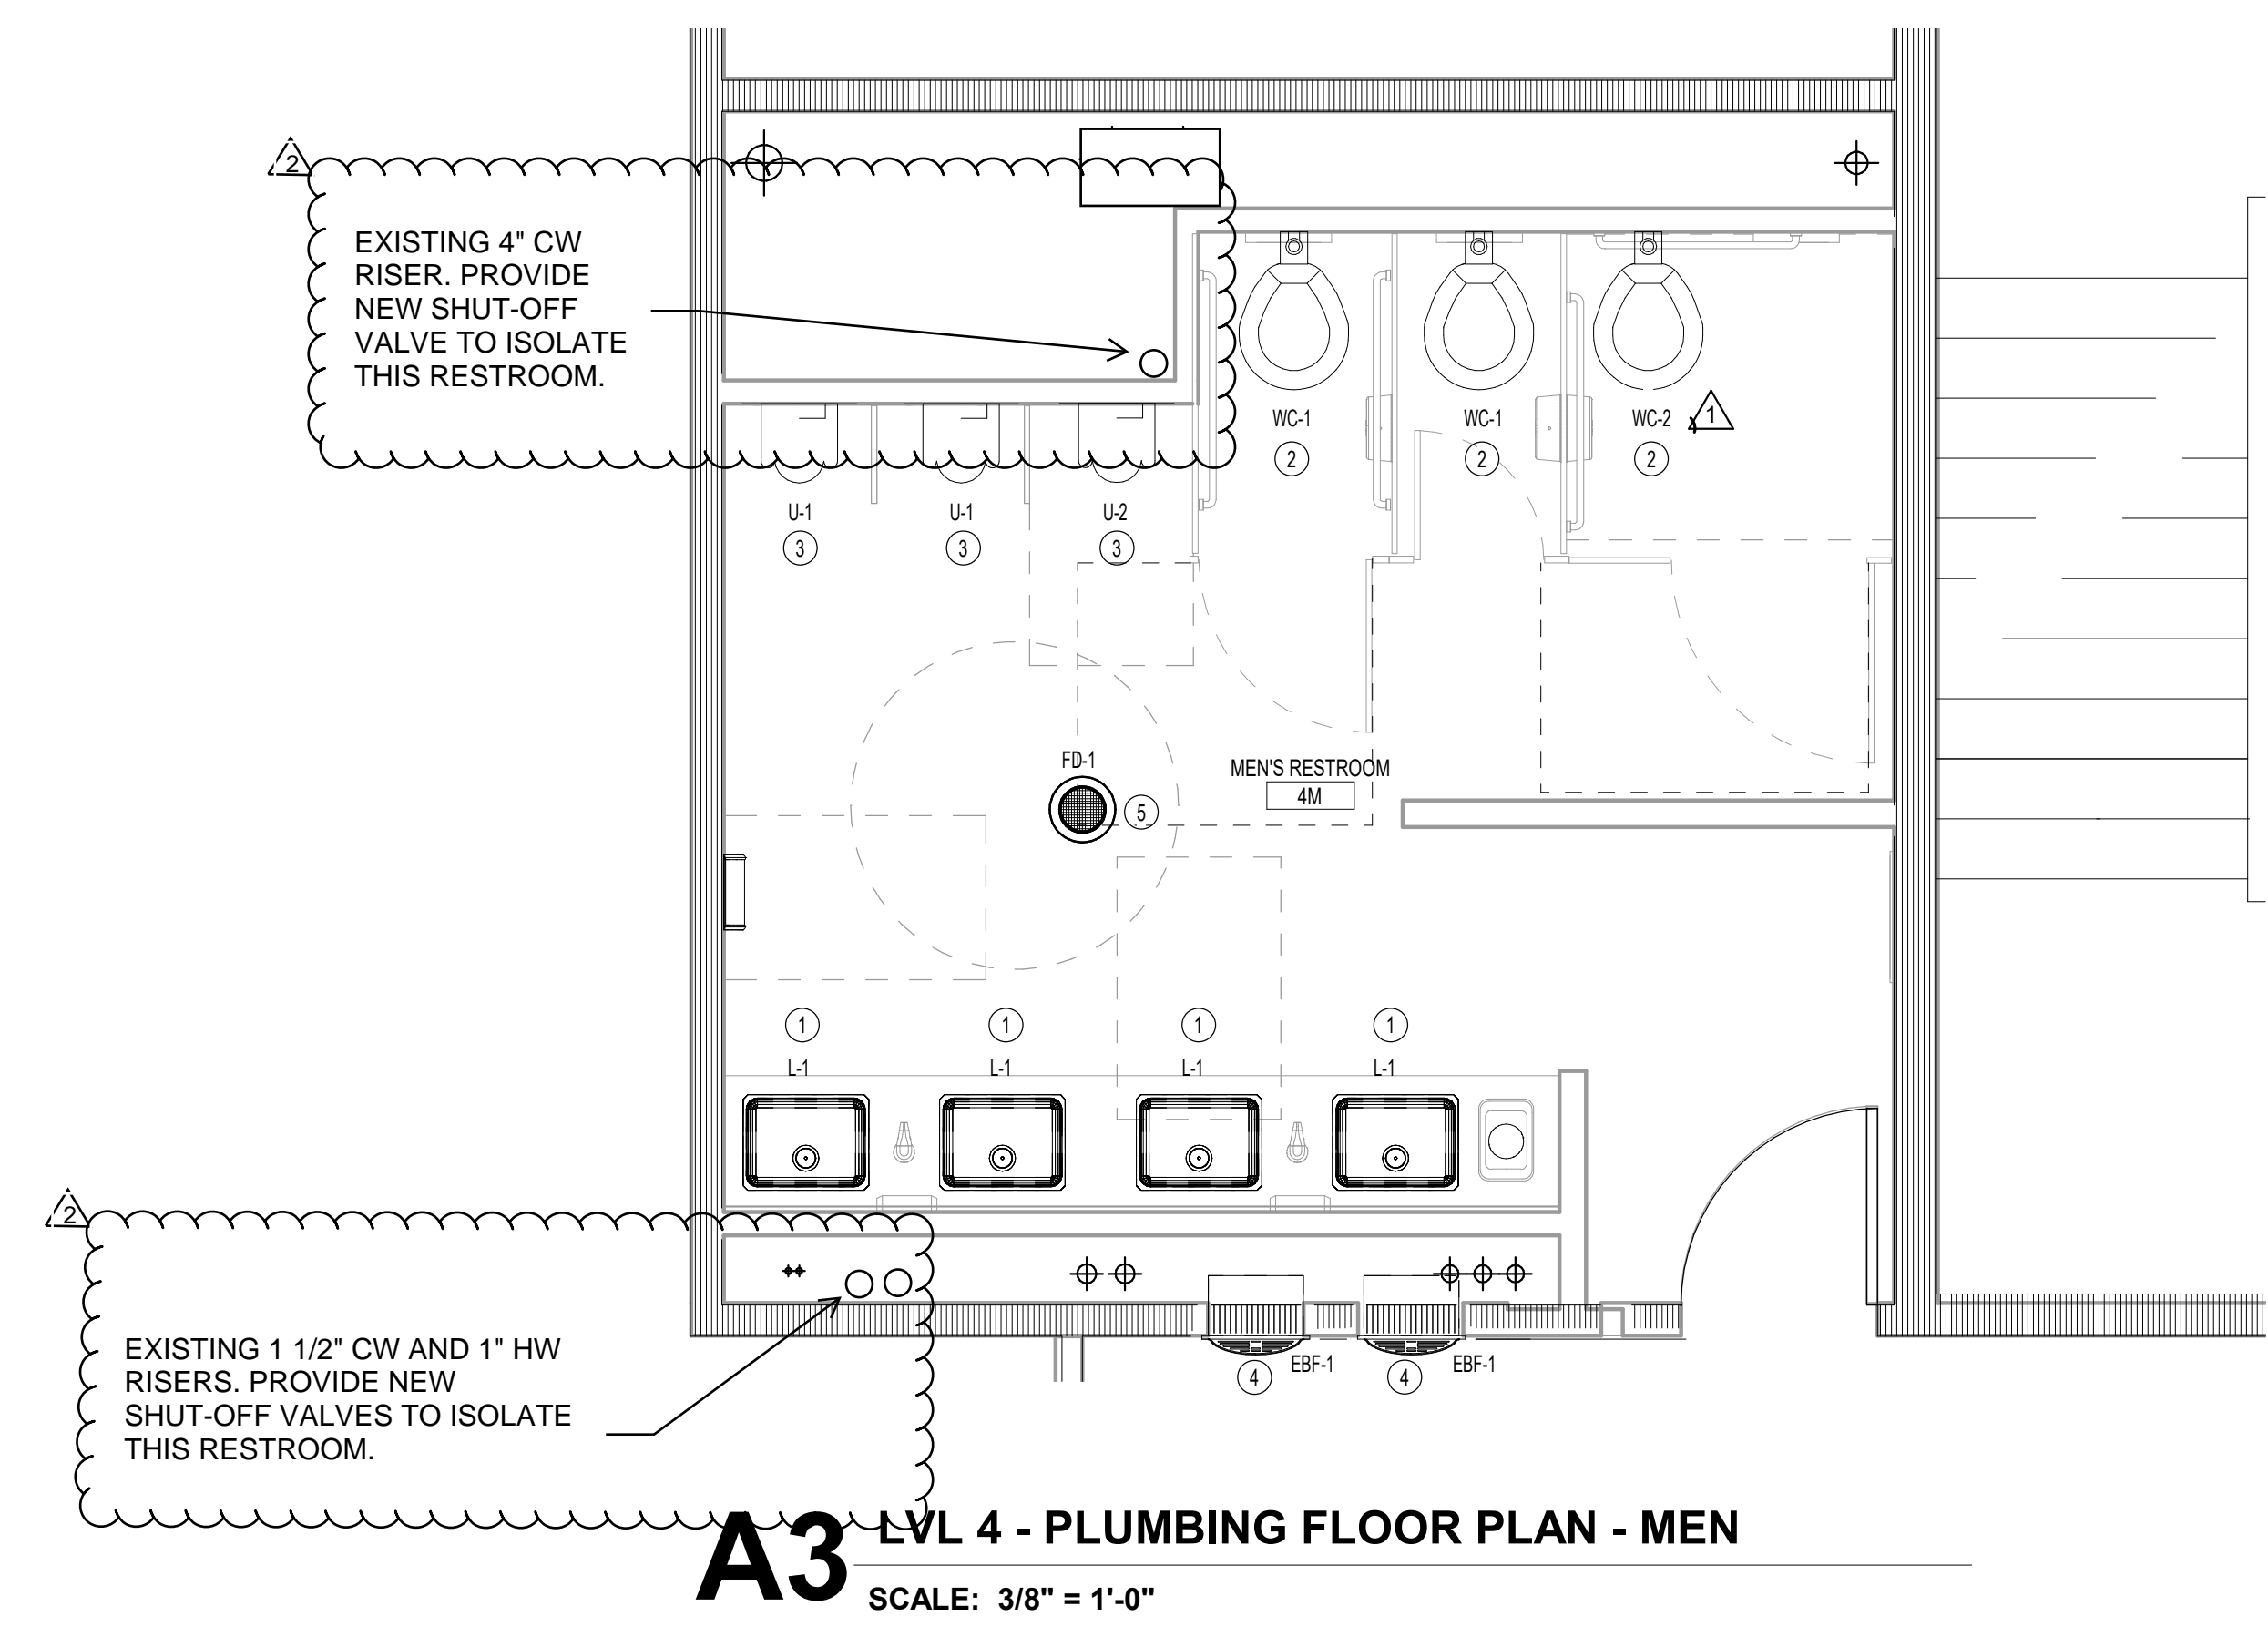 2
EXISTING 4" CW
RISER. PROVIDE
NEW SHUT-OFF
VALVE TO ISOLATE
THIS RESTROOM.
WC-1 WC-1 WC-2 1
2 2 2
U-1 U-1 U-2
3 3 3
FD-1
5
MEN'S RESTROOM
4M
1 1 1 1
L-1 L-1 L-1 L-1
2
EXISTING 1 1/2" CW AND 1" HW
RISERS. PROVIDE NEW
SHUT-OFF VALVES TO ISOLATE
THIS RESTROOM.
4 EBF-1 4 EBF-1
A3 LVL 4 - PLUMBING FLOOR PLAN - MEN
SCALE: 3/8" = 1'-0"